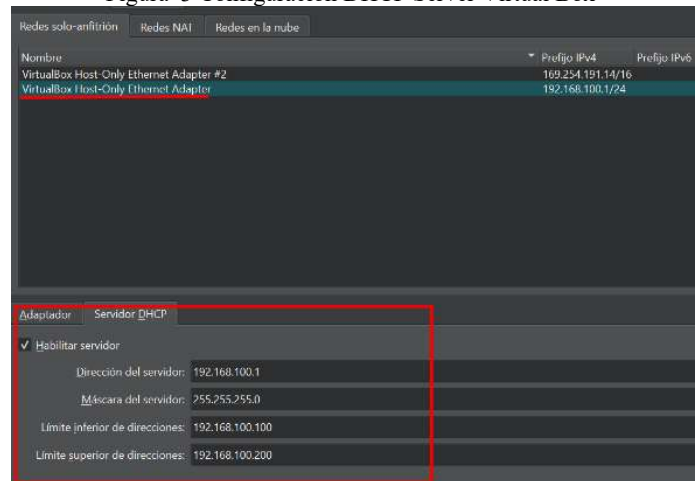 Redes solo-anfitrión Redes NAT Redes en la nube
Nombre Prefijo IPv4 Prefijo IPv6
VirtualBox Host-Only Ethernet Adapter #2 169.254.191.14/16
VirtualBox Host-Only Ethernet Adapter 192.168.100.1/24
Adaptador Servidor DHCP
Habilitar servidor
Dirección del servidor: 192.168.100.1
Máscara del servidor: 255.255.255.0
Límite inferior de direcciones: 192.168.100.100
Límite superior de direcciones: 192.168.100.200